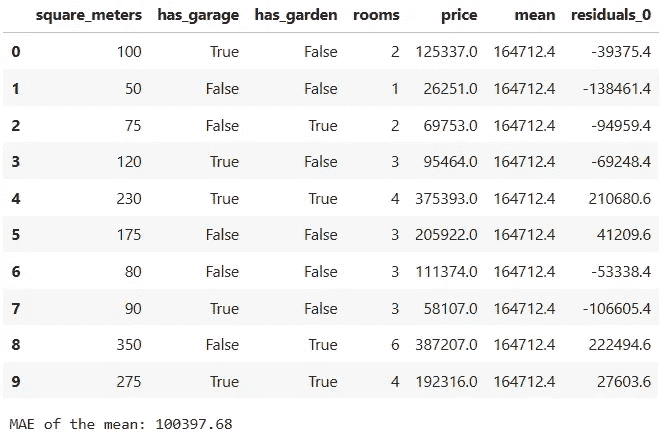 square_meters has_garage has_garden rooms price mean residuals_0
0 100 True False 2 125337.0 164712.4 -39375.4
1 50 False False 1 26251.0 164712.4 -138461.4
2 75 False True 2 69753.0 164712.4 -94959.4
3 120 True False 3 95464.0 164712.4 -69248.4
4 230 True True 4 375393.0 164712.4 210680.6
5 175 False False 3 205922.0 164712.4 41209.6
6 80 False False 3 111374.0 164712.4 -53338.4
7 90 True False 3 58107.0 164712.4 -106605.4
8 350 False True 6 387207.0 164712.4 222494.6
9 275 True True 4 192316.0 164712.4 27603.6
MAE of the mean: 100397.68